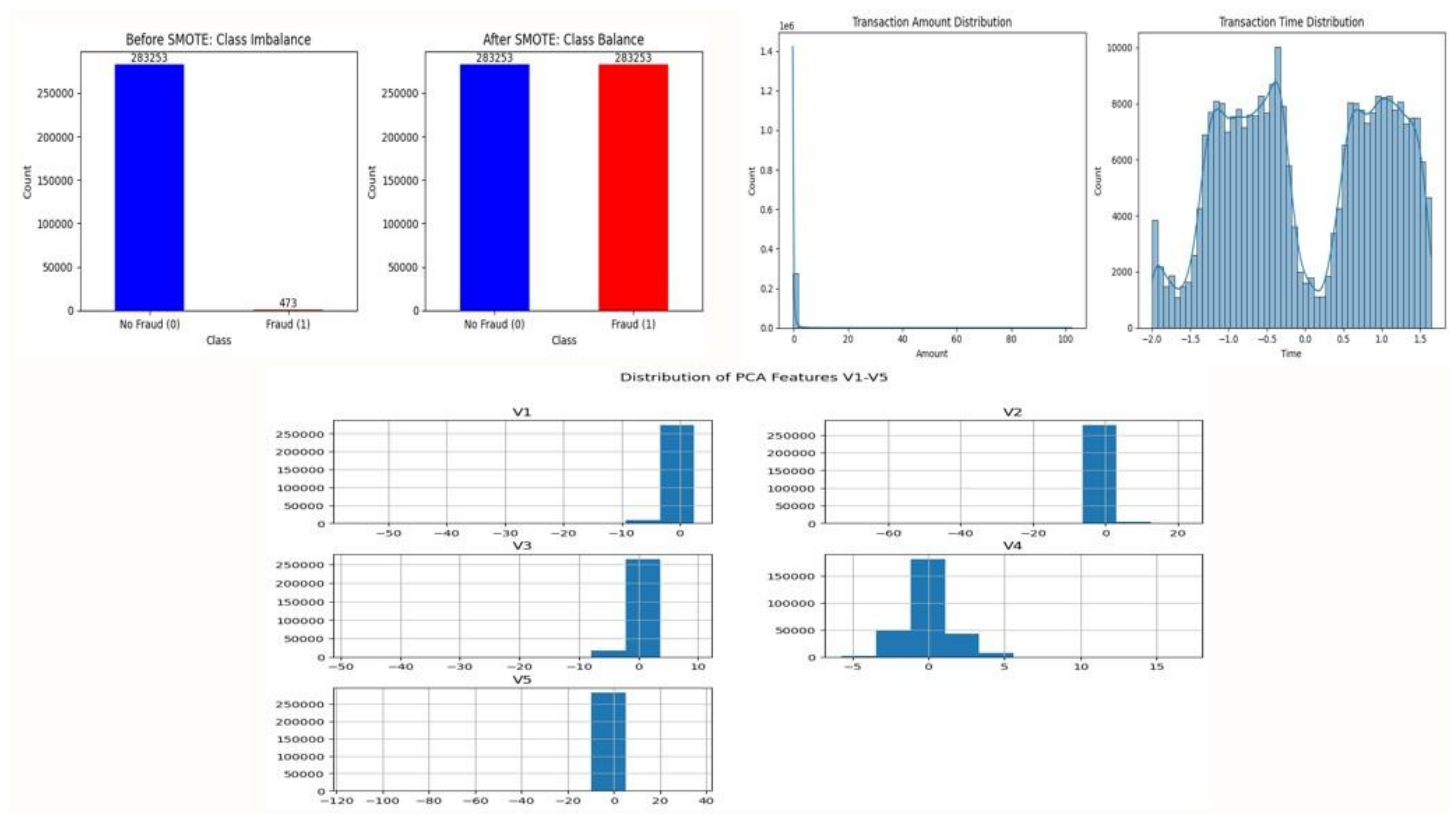 Before SMOTE: Class Imbalance
283253
473
250000
200000
150000
100000
50000
0
Count
No Fraud (0) Fraud (1)
Class
After SMOTE: Class Balance
283253 283253
250000
200000
150000
100000
50000
0
Count
No Fraud (0) Fraud (1)
Class
Transaction Amount Distribution
1e6
1.4
1.2
1.0
0.8
0.6
0.4
0.2
0.0
Count
0 20 40 60 80 100
Amount
Transaction Time Distribution
10000
8000
6000
4000
2000
0
Count
−2.0 −1.5 −1.0 −0.5 0.0 0.5 1.0 1.5
Time
Distribution of PCA Features V1-V5
V1
250000
200000
150000
100000
50000
0
−50 −40 −30 −20 −10 0
V2
250000
200000
150000
100000
50000
0
−60 −40 −20 0 20
V3
250000
200000
150000
100000
50000
0
−50 −40 −30 −20 −10 0 10
V4
150000
100000
50000
0
−5 0 5 10 15
V5
250000
200000
150000
100000
50000
0
−120 −100 −80 −60 −40 −20 0 20 40